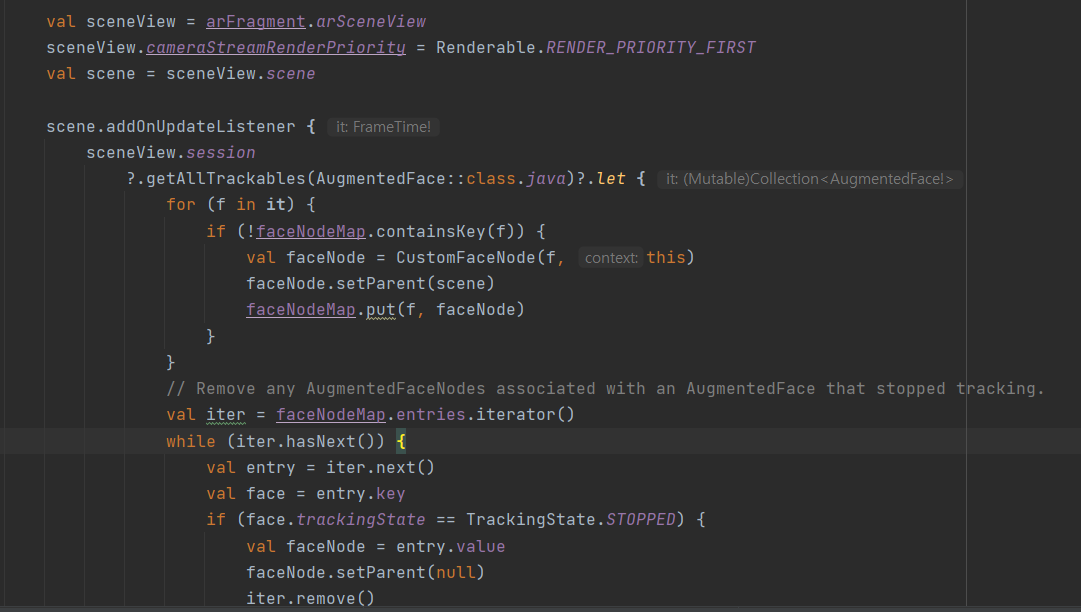 val sceneView = arFragment.arSceneView
sceneView.cameraStreamRenderPriority = Renderable.RENDER_PRIORITY_FIRST
val scene = sceneView.scene
scene.addOnUpdateListener { it: FrameTime!
sceneView.session
?.getAllTrackables(AugmentedFace::class.java)?.let { it: (Mutable)Collection<AugmentedFace!>
for (f in it) {
if (!faceNodeMap.containsKey(f)) {
val faceNode = CustomFaceNode(f, context: this)
faceNode.setParent(scene)
faceNodeMap.put(f, faceNode)
}
}
// Remove any AugmentedFaceNodes associated with an AugmentedFace that stopped tracking.
val iter = faceNodeMap.entries.iterator()
while (iter.hasNext()) {
val entry = iter.next()
val face = entry.key
if (face.trackingState == TrackingState.STOPPED) {
val faceNode = entry.value
faceNode.setParent(null)
iter.remove()